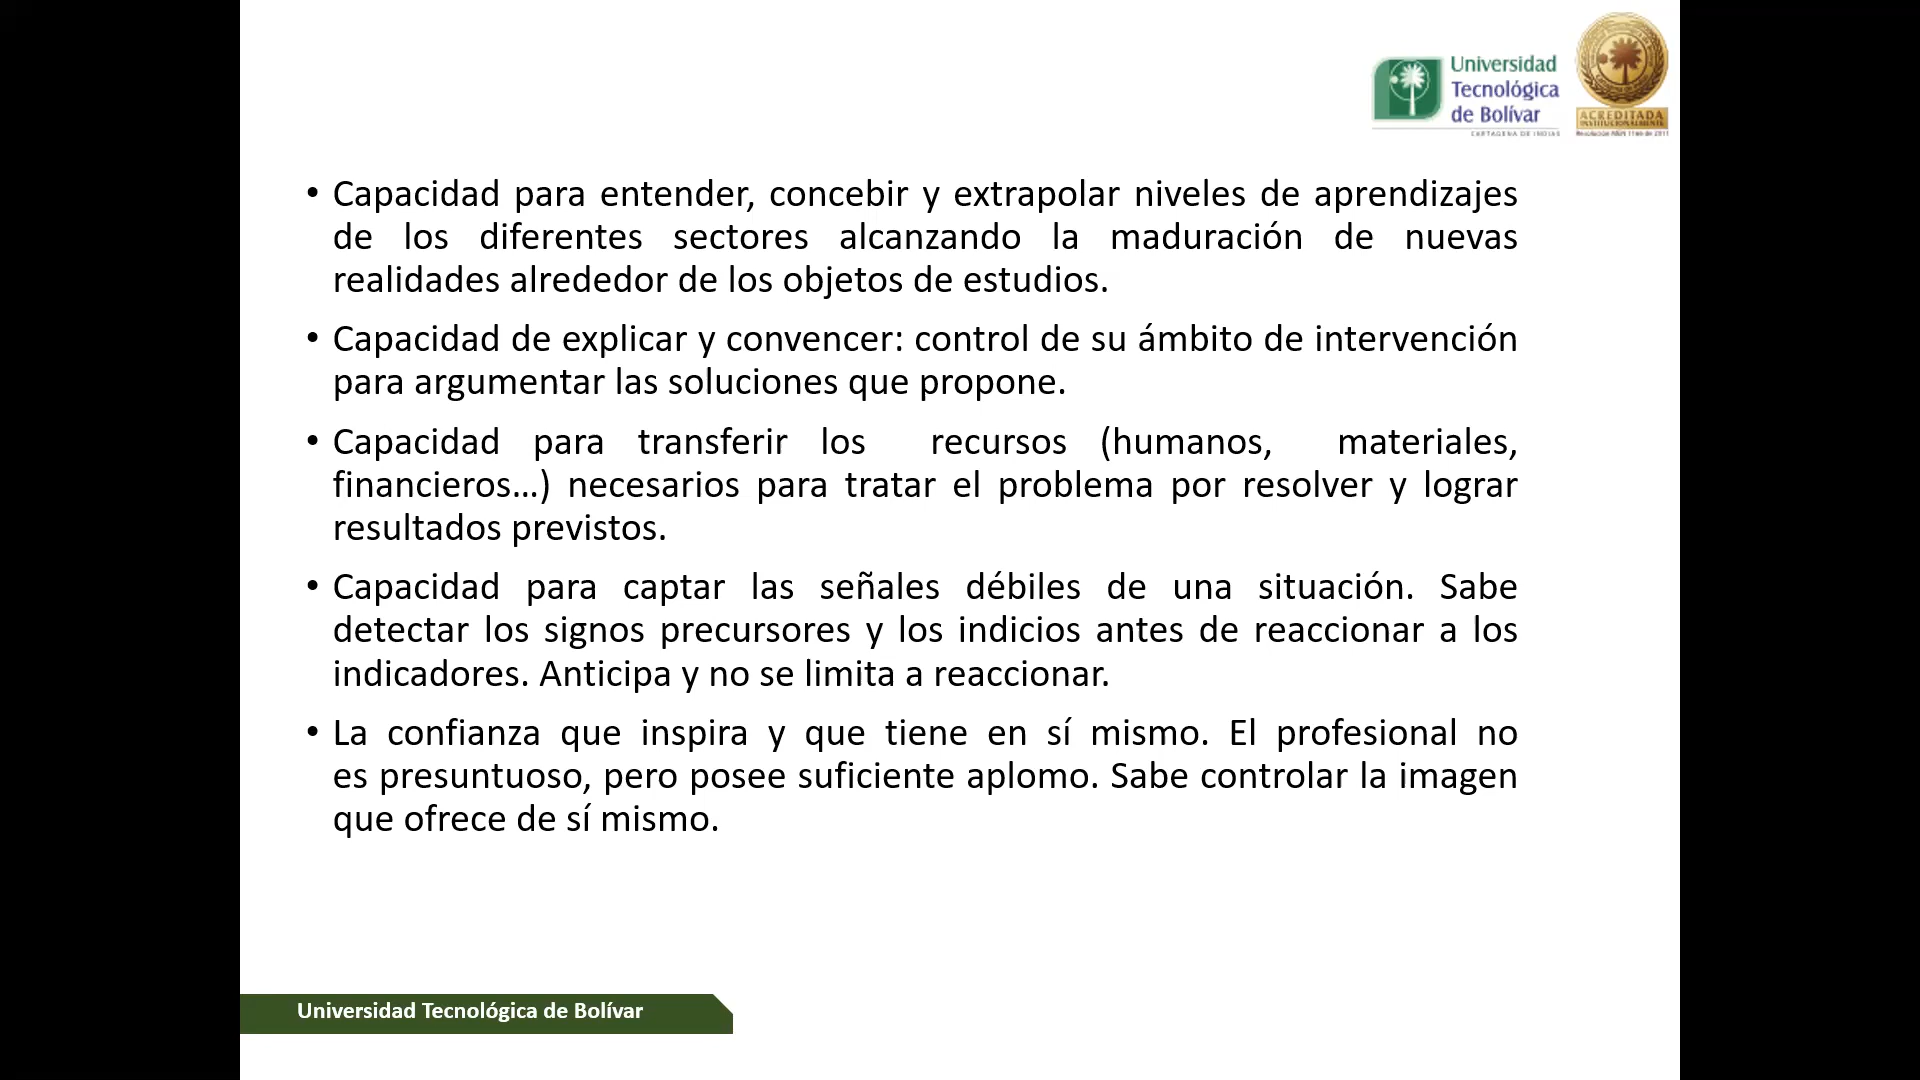 Universidad
Tecnológica
de Bolívar
CARTAGENA DE INDIAS
ACREDITADA
INSTITUCIONALMENTE
• Capacidad para entender, concebir y extrapolar niveles de aprendizajes
de los diferentes sectores alcanzando la maduración de nuevas
realidades alrededor de los objetos de estudios.
• Capacidad de explicar y convencer: control de su ámbito de intervención
para argumentar las soluciones que propone.
• Capacidad para transferir los recursos (humanos, materiales,
financieros…) necesarios para tratar el problema por resolver y lograr
resultados previstos.
• Capacidad para captar las señales débiles de una situación. Sabe
detectar los signos precursores y los indicios antes de reaccionar a los
indicadores. Anticipa y no se limita a reaccionar.
• La confianza que inspira y que tiene en sí mismo. El profesional no
es presuntuoso, pero posee suficiente aplomo. Sabe controlar la imagen
que ofrece de sí mismo.
Universidad Tecnológica de Bolívar